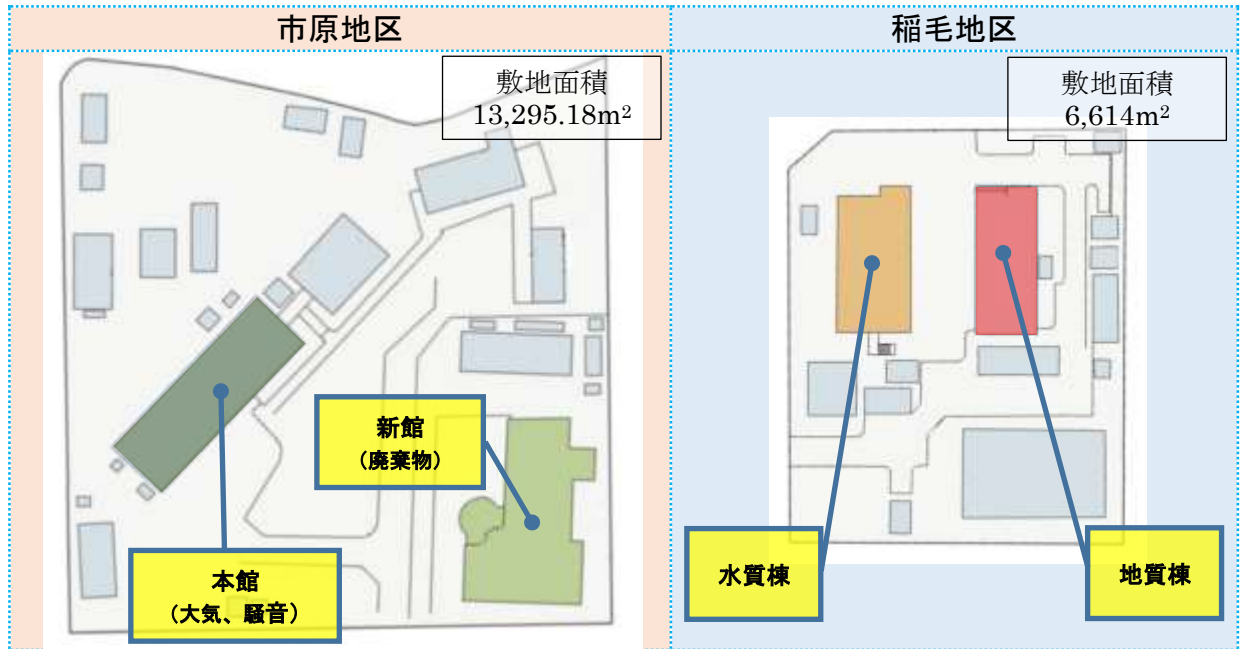 市原地区
稲毛地区
敷地面積
13,295.18m²
敷地面積
6,614m²
新館
（廃棄物）
本館
（大気、騒音）
水質棟
地質棟